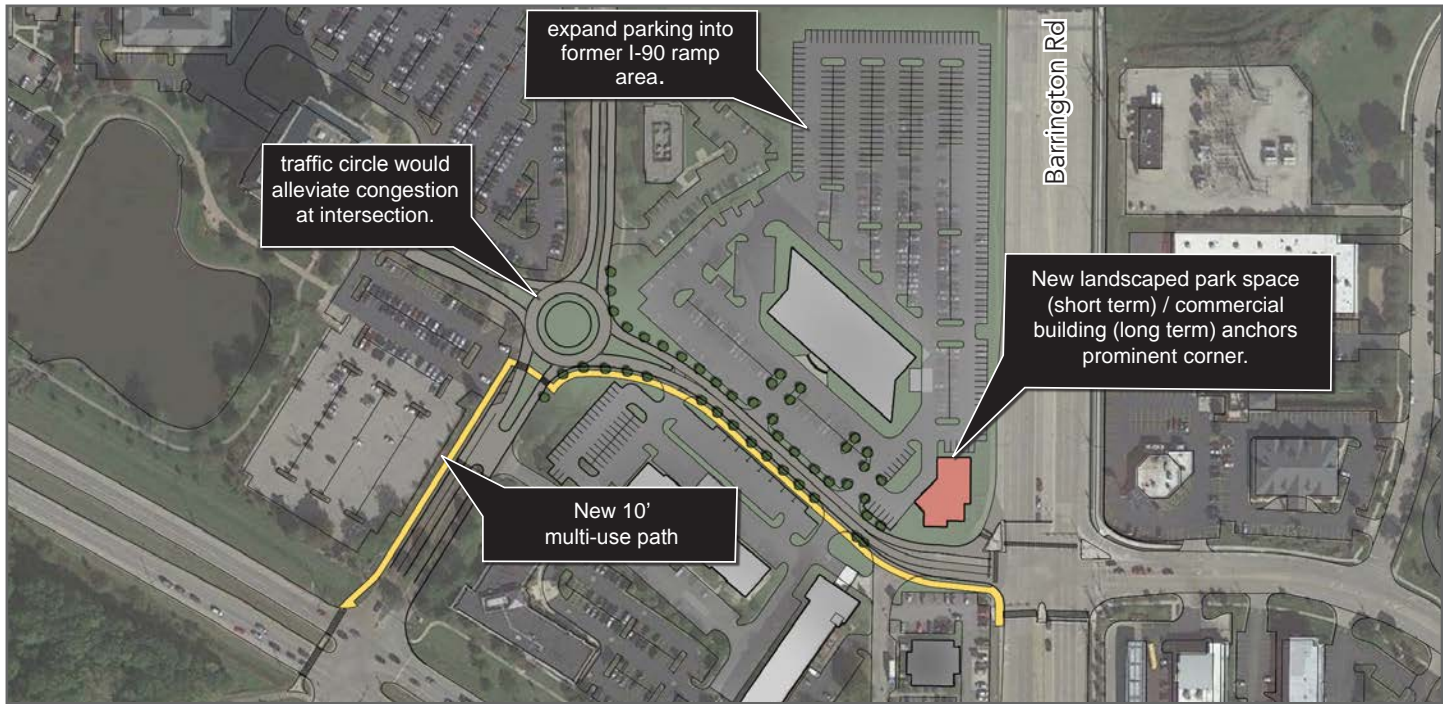 expand parking into
former I-90 ramp
area.
Barrington Rd
traffic circle would
alleviate congestion
at intersection.
New landscaped park space
(short term) / commercial
building (long term) anchors
prominent corner.
New 10’
multi-use path